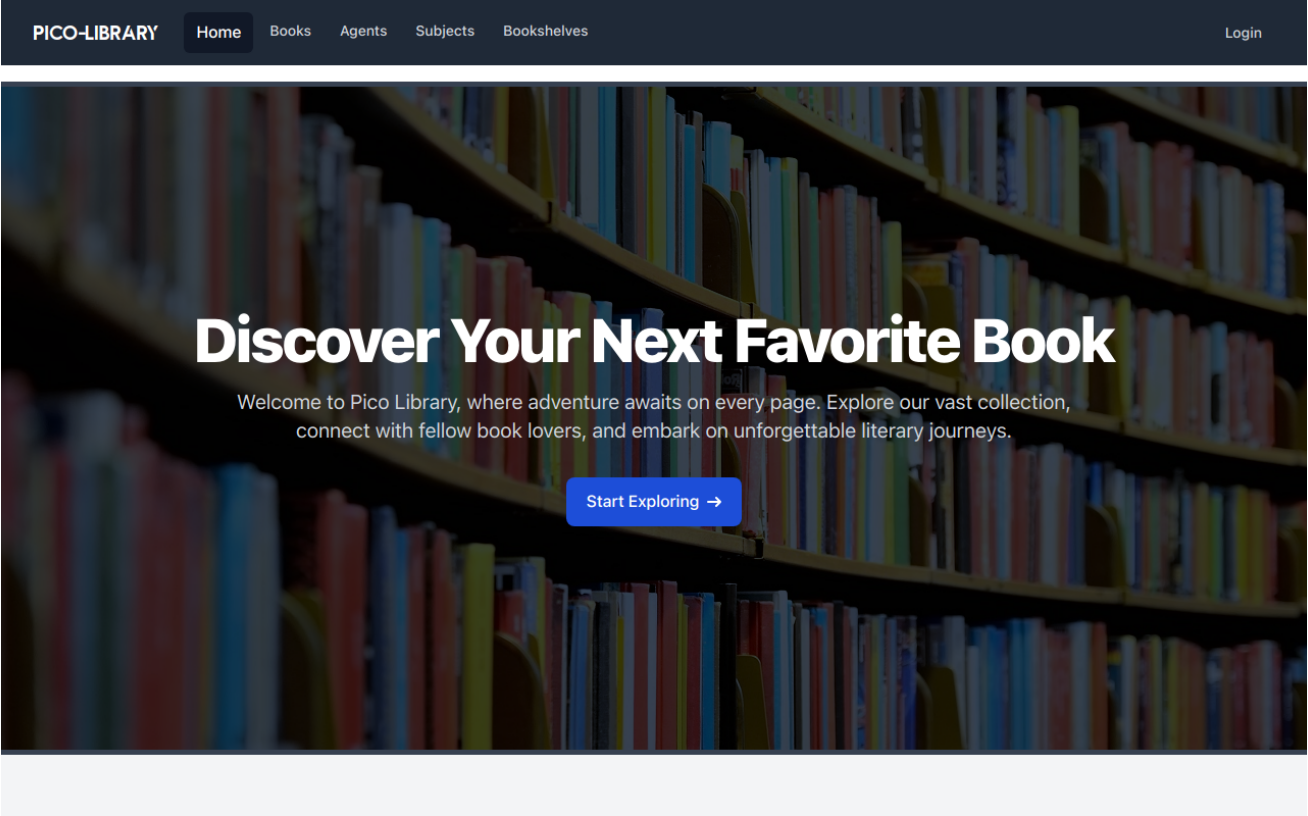 PICO-LIBRARY Home Books Agents Subjects Bookshelves Login
Discover Your Next Favorite Book
Welcome to Pico Library, where adventure awaits on every page. Explore our vast collection,
connect with fellow book lovers, and embark on unforgettable literary journeys.
Start Exploring →